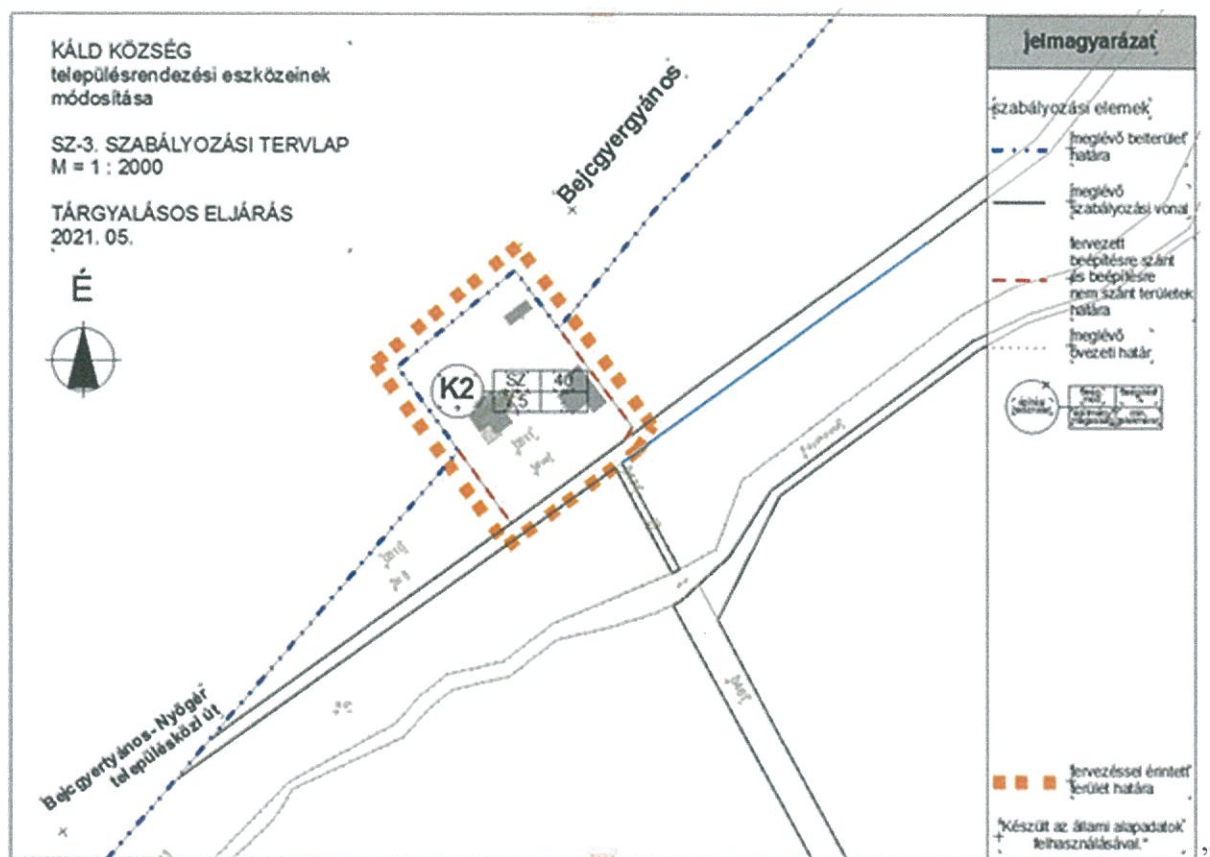 KÁLD KÖZSÉG
településrendezési eszközeinek
módosítása
SZ-3. SZABÁLYOZÁSI TERVLAP
M = 1 : 2000
TÁRGYALÁSOS ELJÁRÁS
2021. 05.
É
Bejcgyergyános
K2
SZ 40
7,5
Bejcgyertyános-Nyőgér
településközi út
jelmagyarázat
szabályozási elemek
meglévő belterület
határa
meglévő
szabályozási vonal
tervezett
beépítésre szánt
és beépítésre
nem szánt területek
határa
meglévő
övezeti határ
tervezéssel érintett
terület határa
"Készült az állami alapadatok
felhasználásával."